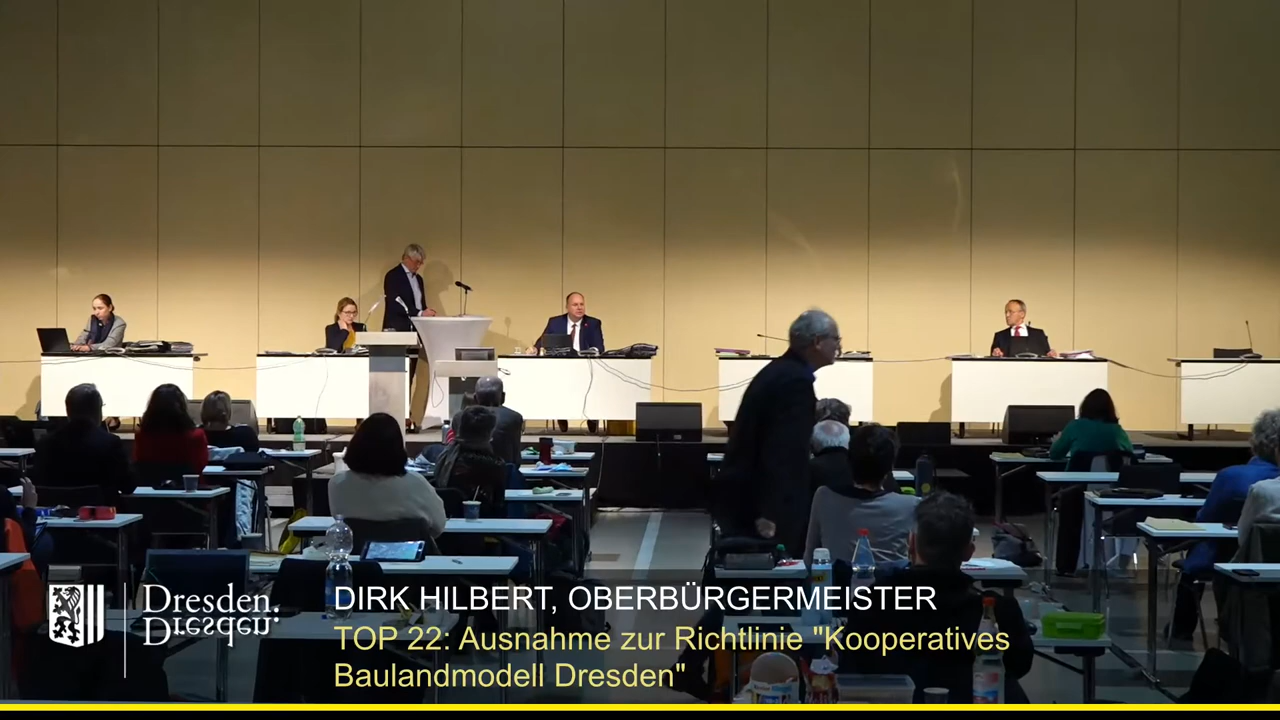 DIRK HILBERT, OBERBÜRGERMEISTER
TOP 22: Ausnahme zur Richtlinie "Kooperatives
Baulandmodell Dresden"
Dresden.
Dresden.